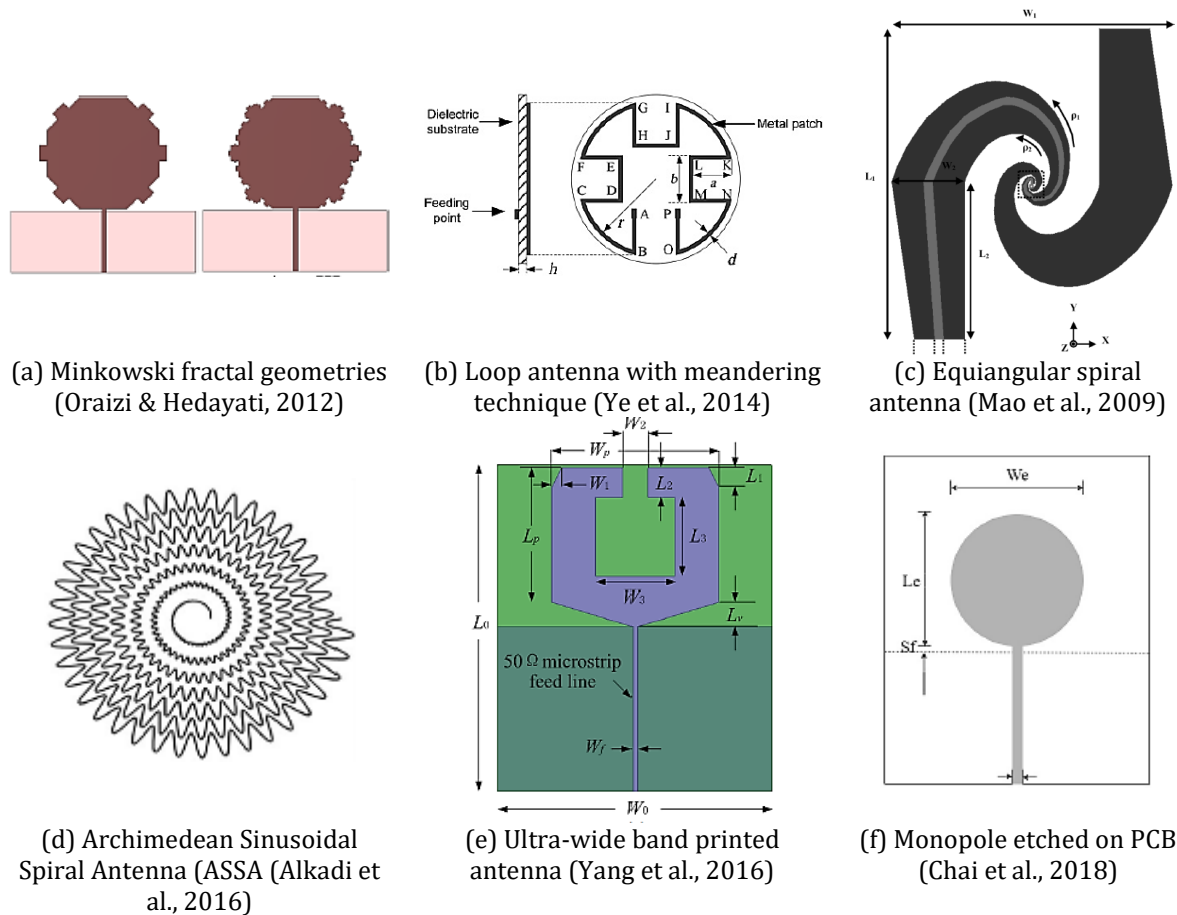 Dielectric
substrate
Feeding
point
h
G
I
H
J
Metal patch
F
E
L
K
b
a
C
D
M
N
A
P
r
B
O
d
W₁
ρ₁
ρ₂
W₂
L₁
L₂
Y
Z
X
(a) Minkowski fractal geometries
(Oraizi & Hedayati, 2012)
(b) Loop antenna with meandering
technique (Ye et al., 2014)
(c) Equiangular spiral
antenna (Mao et al., 2009)
W₂
Wₚ
W₁
L₂
L₁
Lₚ
L₃
W₃
Lᵥ
L₀
50 Ω microstrip
feed line
W_f
W₀
We
Le
Sf
(d) Archimedean Sinusoidal
Spiral Antenna (ASSA (Alkadi et
al., 2016)
(e) Ultra-wide band printed
antenna (Yang et al., 2016)
(f) Monopole etched on PCB
(Chai et al., 2018)